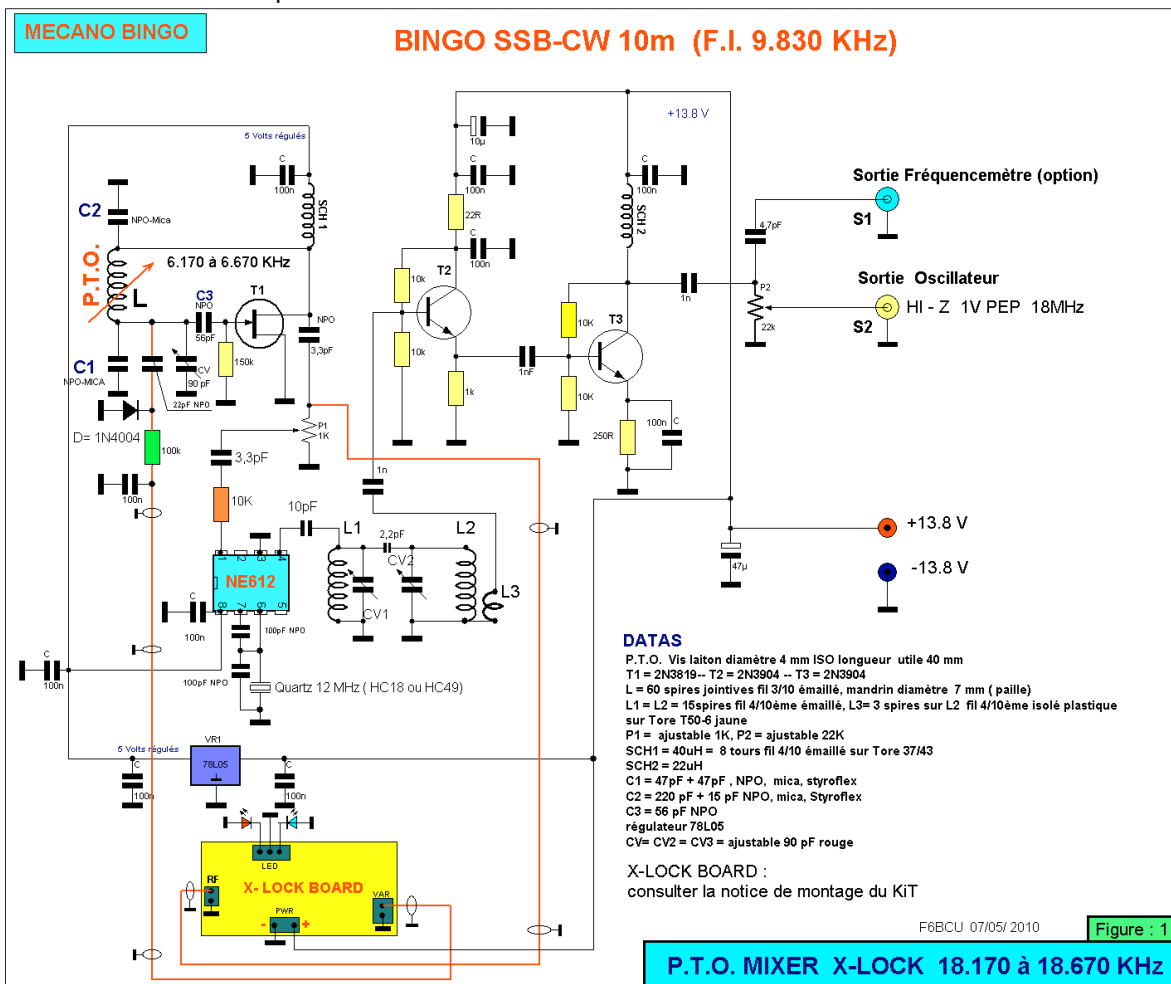 MECANO BINGO
BINGO SSB-CW 10m (F.I. 9.830 KHz)
5 Volts régulés
+13.8 V
10µ
C
100n
C
100n
C
100n
SCH 1
SCH 2
22R
C
100n
C2
NPO-Mica
P.T.O.
L
6.170 à 6.670 KHz
C3
NPO
56pF
T1
NPO
3,3pF
C1
NPO-MICA
CV
90 pF
150k
22pF NPO
D= 1N4004
100k
100n
10k
10k
T2
1k
1nF
10K
10K
T3
250R
100n
C
1n
4,7pF
P2
22k
Sortie Fréquencemètre (option)
S1
Sortie Oscillateur
HI - Z 1V PEP 18MHz
S2
P1
1K
3,3pF
10K
1n
10pF
L1
2,2pF
L2
CV2
CV1
L3
1
2
3
4
NE612
8
7
6
5
C
100n
100pF NPO
100pF NPO
Quartz 12 MHz ( HC18 ou HC49)
C
100n
47µ
+13.8 V
-13.8 V
5 Volts régulés
VR1
78L05
C
100n
C
100n
LED
RF
X- LOCK BOARD
VAR
PWR
-
+
DATAS
P.T.O. Vis laiton diamètre 4 mm ISO longueur utile 40 mm
T1 = 2N3819-- T2 = 2N3904 -- T3 = 2N3904
L = 60 spires jointives fil 3/10 émaillé, mandrin diamètre 7 mm ( paille)
L1 = L2 = 15spires fil 4/10ème émaillé, L3= 3 spires sur L2 fil 4/10ème isolé plastique
sur Tore T50-6 jaune
P1 = ajustable 1K, P2 = ajustable 22K
SCH1 = 40uH = 8 tours fil 4/10 émaillé sur Tore 37/43
SCH2 = 22uH
C1 = 47pF + 47pF , NPO, mica, styroflex
C2 = 220 pF + 15 pF NPO, mica, Styroflex
C3 = 56 pF NPO
régulateur 78L05
CV= CV2 = CV3 = ajustable 90 pF rouge
X-LOCK BOARD :
consulter la notice de montage du KiT
F6BCU 07/05/ 2010
Figure : 1
P.T.O. MIXER X-LOCK 18.170 à 18.670 KHz